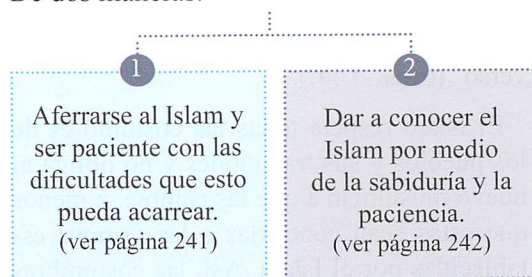 De dos maneras:
1
Aferrarse al Islam y
ser paciente con las
dificultades que esto
pueda acarrear.
(ver página 241)
2
Dar a conocer el
Islam por medio
de la sabiduría y la
paciencia.
(ver página 242)